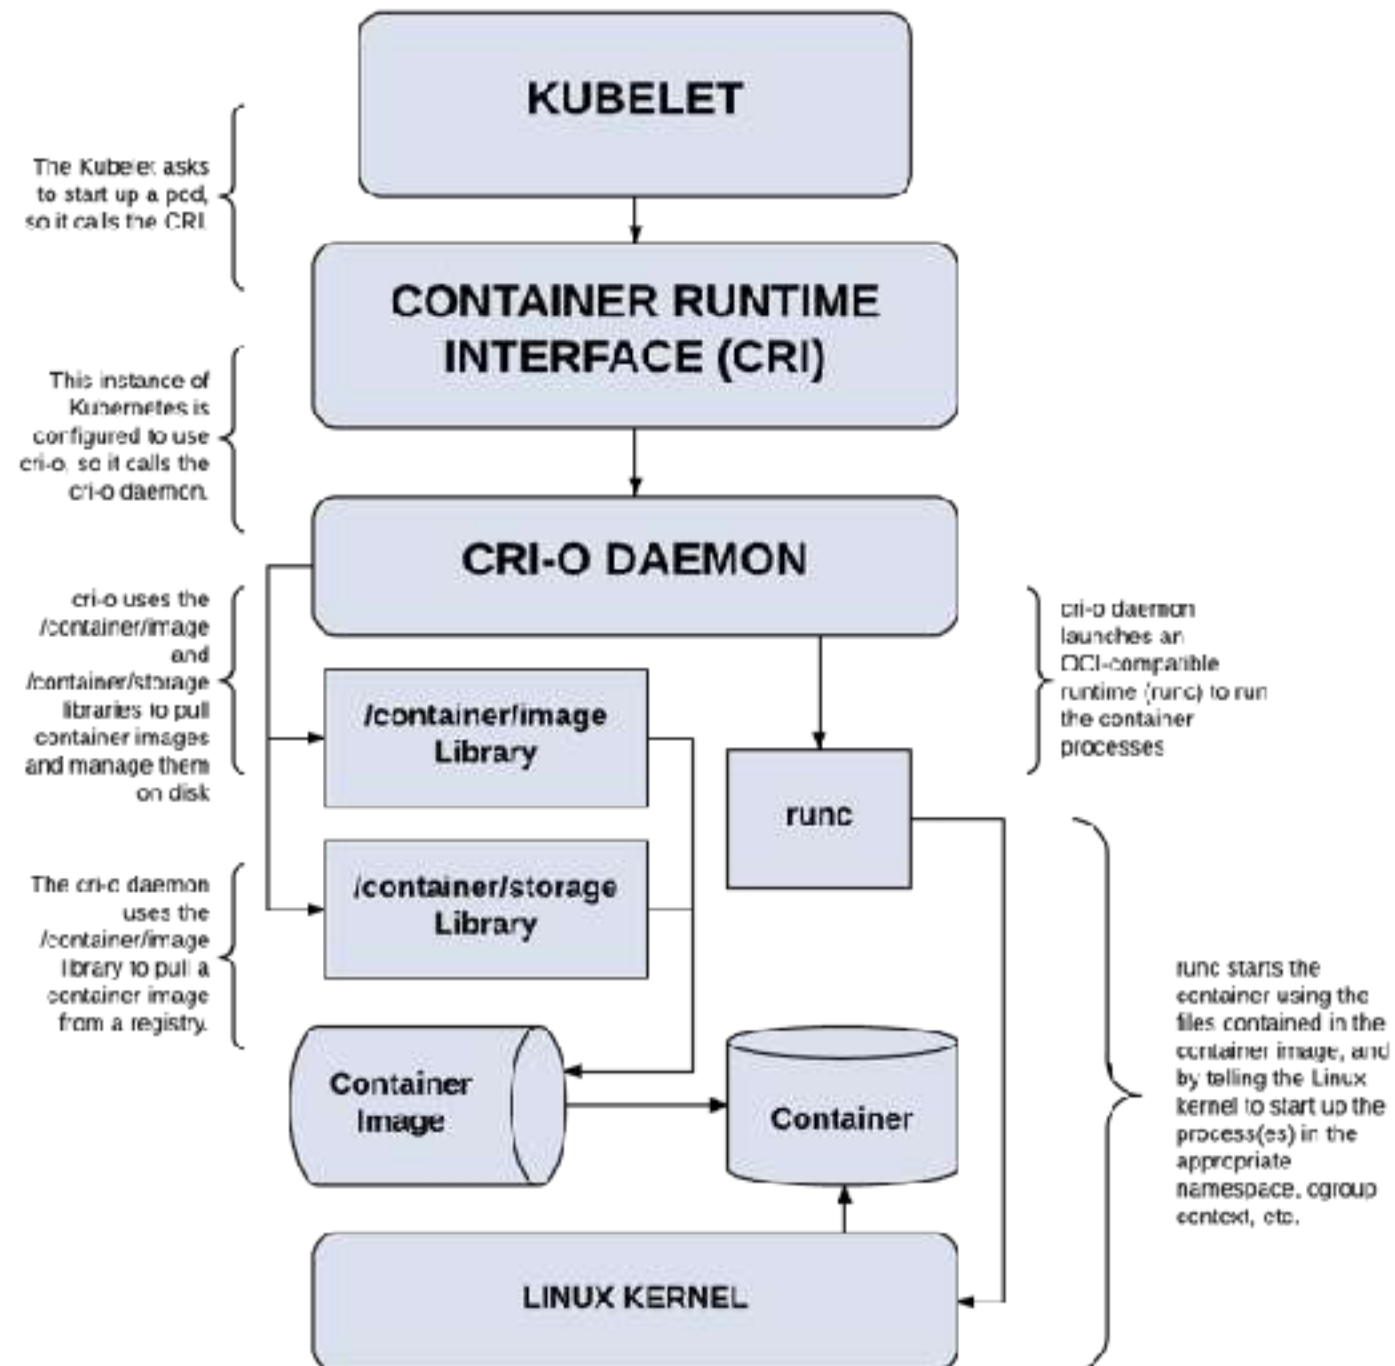 KUBELET
The Kubelet asks
to start up a pod,
so it calls the CRI.
CONTAINER RUNTIME
INTERFACE (CRI)
This instance of
Kubernetes is
configured to use
cri-o, so it calls the
cri-o daemon.
CRI-O DAEMON
cri-o uses the
/container/image
and
/container/storage
libraries to pull
container images
and manage them
on disk
cri-o daemon
launches an
OCI-compatible
runtime (runc) to run
the container
processes
/container/image
Library
runc
/container/storage
Library
The cri-o daemon
uses the
/container/image
library to pull a
container image
from a registry.
runc starts the
container using the
files contained in the
container image, and
by telling the Linux
kernel to start up the
process(es) in the
appropriate
namespace, cgroup
context, etc.
Container
Image
Container
LINUX KERNEL